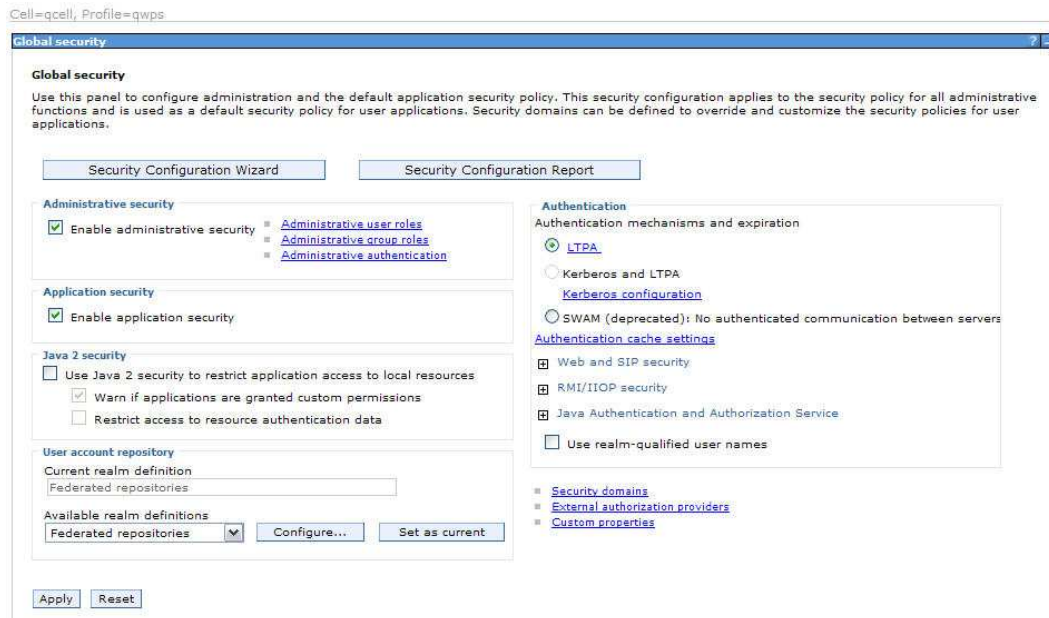 Cell=qcell, Profile=qwps
Global security
?
Global security
Use this panel to configure administration and the default application security policy. This security configuration applies to the security policy for all administrative
functions and is used as a default security policy for user applications. Security domains can be defined to override and customize the security policies for user
applications.
Security Configuration Wizard
Security Configuration Report
Administrative security
Enable administrative security
Administrative user roles
Administrative group roles
Administrative authentication
Application security
Enable application security
Java 2 security
Use Java 2 security to restrict application access to local resources
Warn if applications are granted custom permissions
Restrict access to resource authentication data
User account repository
Current realm definition
Federated repositories
Available realm definitions
Federated repositories
Configure...
Set as current
Authentication
Authentication mechanisms and expiration
LTPA
Kerberos and LTPA
Kerberos configuration
SWAM (deprecated): No authenticated communication between servers
Authentication cache settings
Web and SIP security
RMI/IIOP security
Java Authentication and Authorization Service
Use realm-qualified user names
Security domains
External authorization providers
Custom properties
Apply
Reset